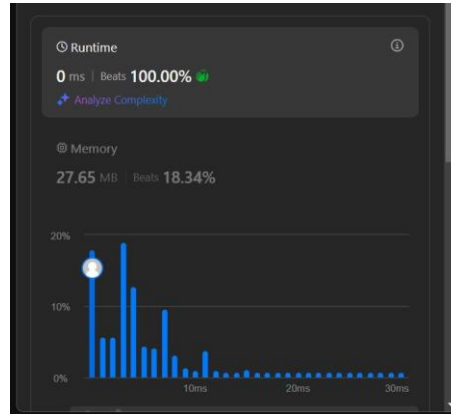 Runtime
0 ms | Beats 100.00%
Analyze Complexity
Memory
27.65 MB | Beats 18.34%
20%
10%
0%
10ms 20ms 30ms